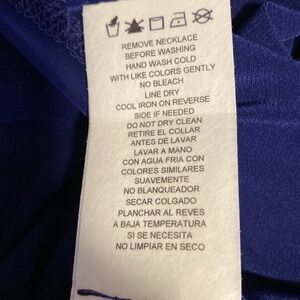 REMOVE NECKLACE
BEFORE WASHING
HAND WASH COLD
WITH LIKE COLORS GENTLY
NO BLEACH
LINE DRY
COOL IRON ON REVERSE
SIDE IF NEEDED
DO NOT DRY CLEAN
RETIRE EL COLLAR
ANTES DE LAVAR
LAVAR A MANO
CON AGUA FRIA CON
COLORES SIMILARES
SUAVEMENTE
NO BLANQUEADOR
SECAR COLGADO
PLANCHAR AL REVES
A BAJA TEMPERATURA
SI SE NECESITA
NO LIMPIAR EN SECO